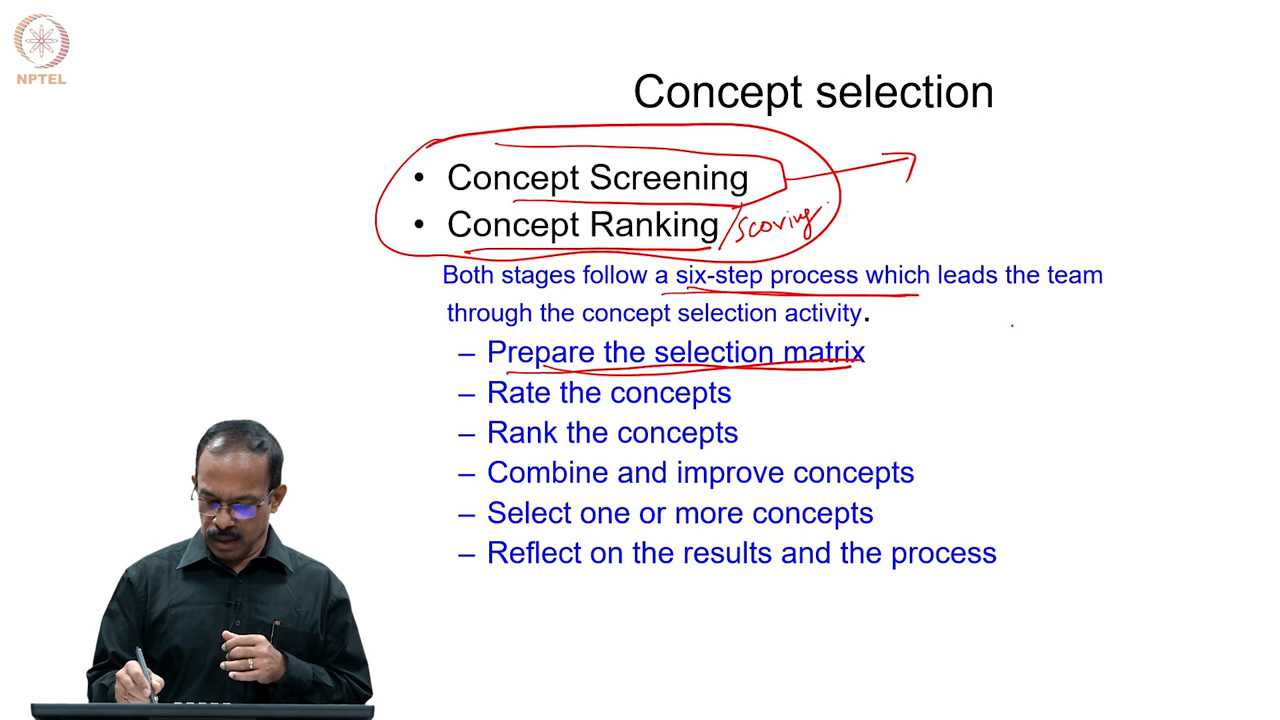 NPTEL
Concept selection
• Concept Screening
• Concept Ranking /scoring
Both stages follow a six-step process which leads the team
through the concept selection activity.
– Prepare the selection matrix
– Rate the concepts
– Rank the concepts
– Combine and improve concepts
– Select one or more concepts
– Reflect on the results and the process